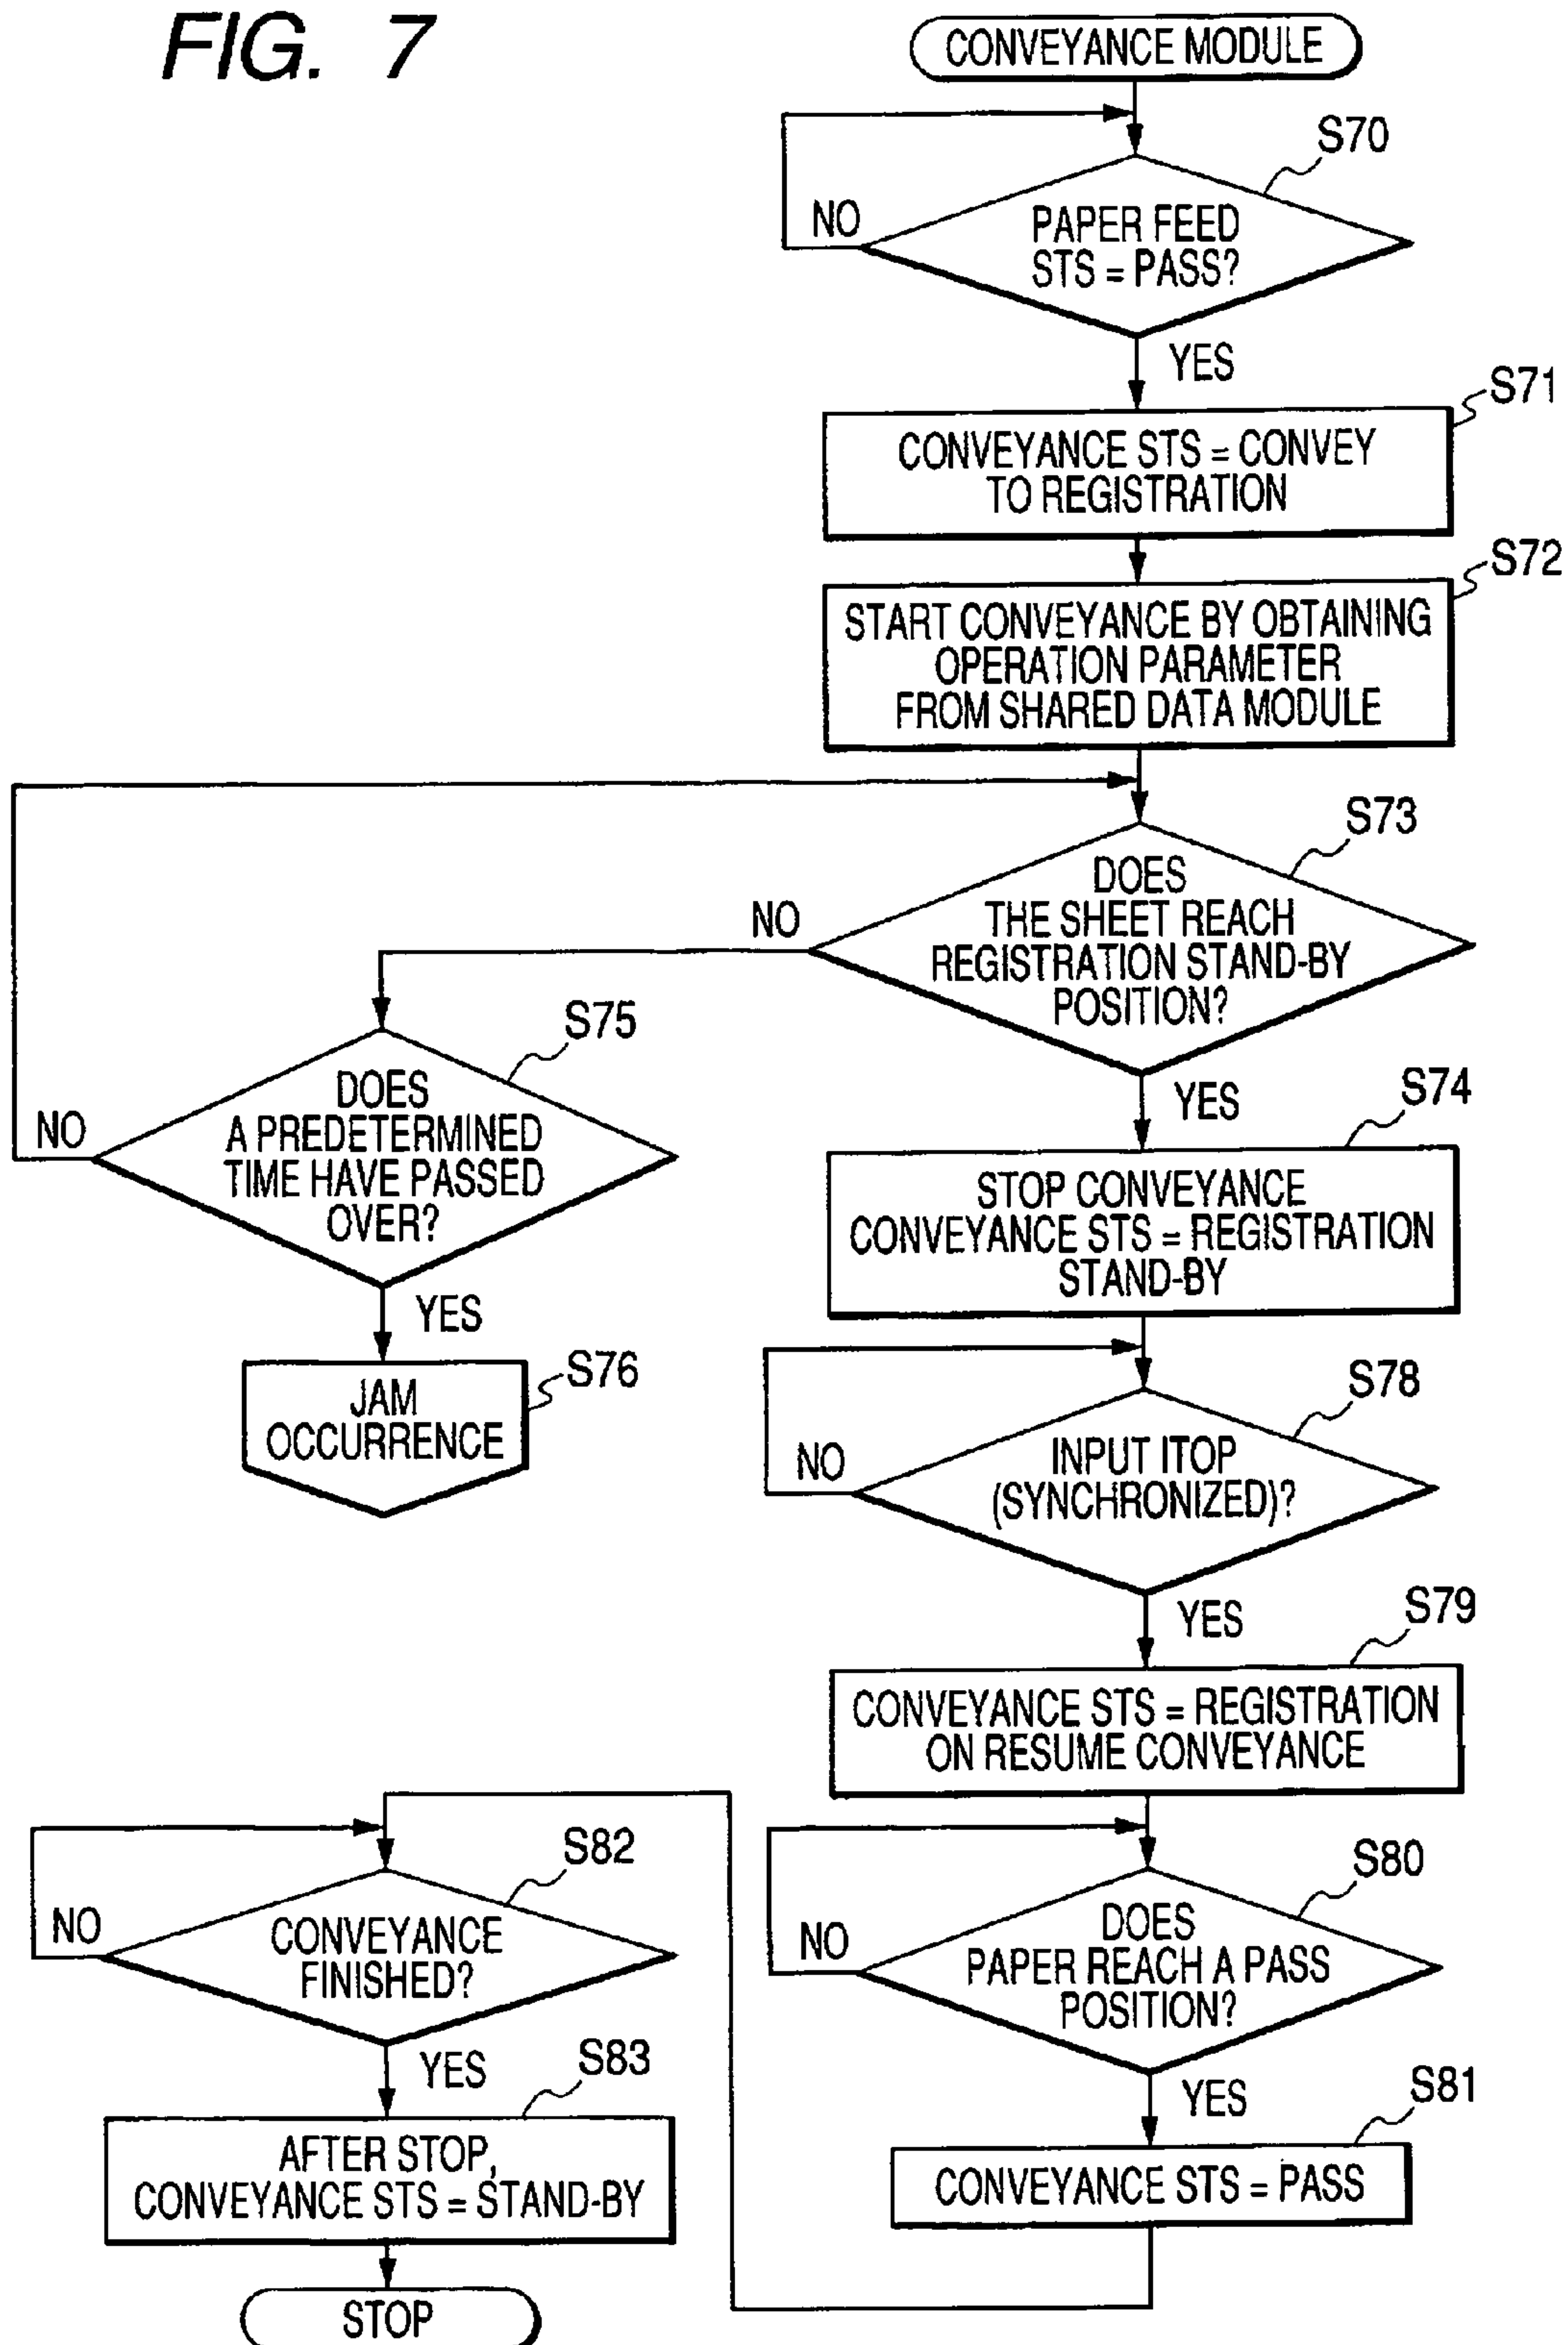 FIG. 7
CONVEYANCE MODULE
S70
NO
PAPER FEED
STS = PASS?
YES
S71
CONVEYANCE STS = CONVEY
TO REGISTRATION
S72
START CONVEYANCE BY OBTAINING
OPERATION PARAMETER
FROM SHARED DATA MODULE
S73
NO
DOES
THE SHEET REACH
REGISTRATION STAND-BY
POSITION?
YES
S75
NO
DOES
A PREDETERMINED
TIME HAVE PASSED
OVER?
YES
S76
JAM
OCCURRENCE
S74
STOP CONVEYANCE
CONVEYANCE STS = REGISTRATION
STAND-BY
S78
NO
INPUT ITOP
(SYNCHRONIZED)?
YES
S79
CONVEYANCE STS = REGISTRATION
ON RESUME CONVEYANCE
S80
NO
DOES
PAPER REACH A PASS
POSITION?
YES
S81
CONVEYANCE STS = PASS
S82
NO
CONVEYANCE
FINISHED?
YES
S83
AFTER STOP,
CONVEYANCE STS = STAND-BY
STOP